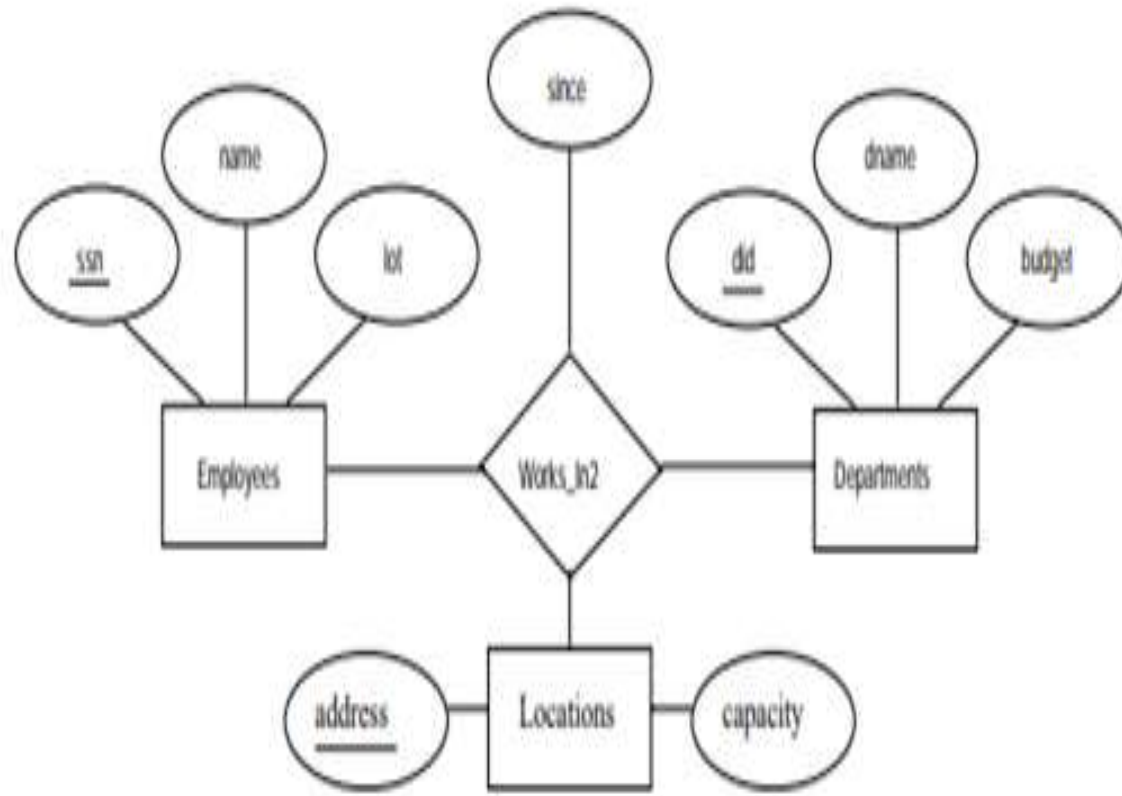 since
name
dname
ssn
lot
did
budget
Employees
Works_In2
Departments
address
Locations
capacity